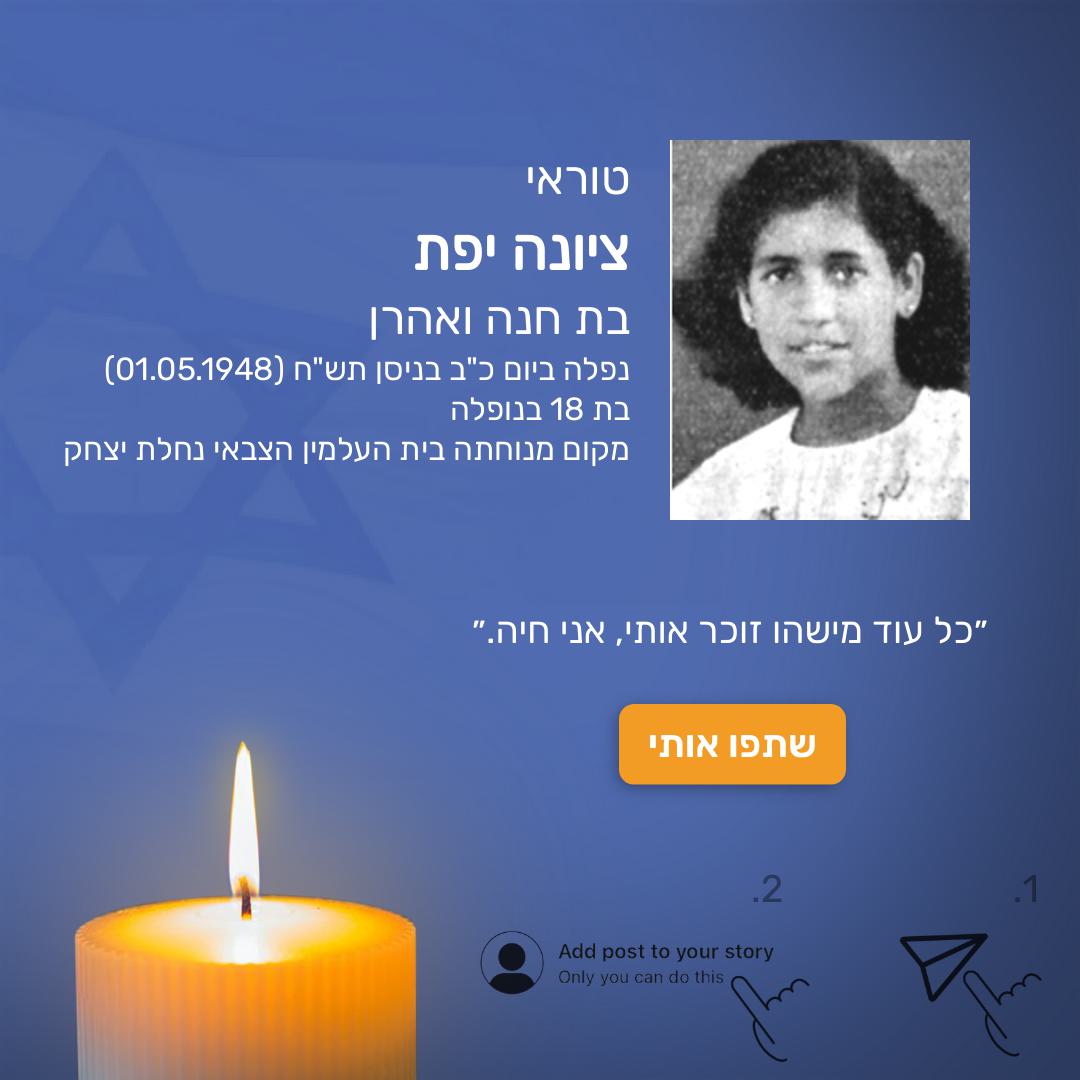 טוראי
ציונה יפת
בת חנה ואהרן
נפלה ביום כ"ב בניסן תש"ח (01.05.1948)
בת 18 בנופלה
מקום מנוחתה בית העלמין הצבאי נחלת יצחק
״כל עוד מישהו זוכר אותי, אני חיה.״
שתפו אותי
1.
2.
Add post to your story
Only you can do this